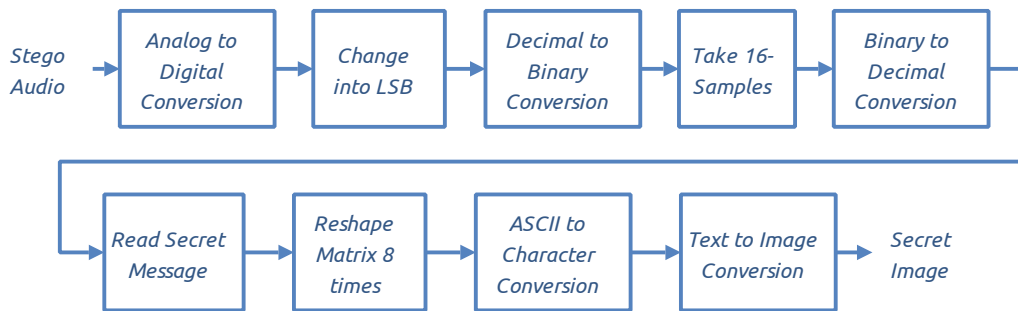 Stego
Audio
Analog to
Digital
Conversion
Change
into LSB
Decimal to
Binary
Conversion
Take 16-
Samples
Binary to
Decimal
Conversion
Read Secret
Message
Reshape
Matrix 8
times
ASCII to
Character
Conversion
Text to Image
Conversion
Secret
Image